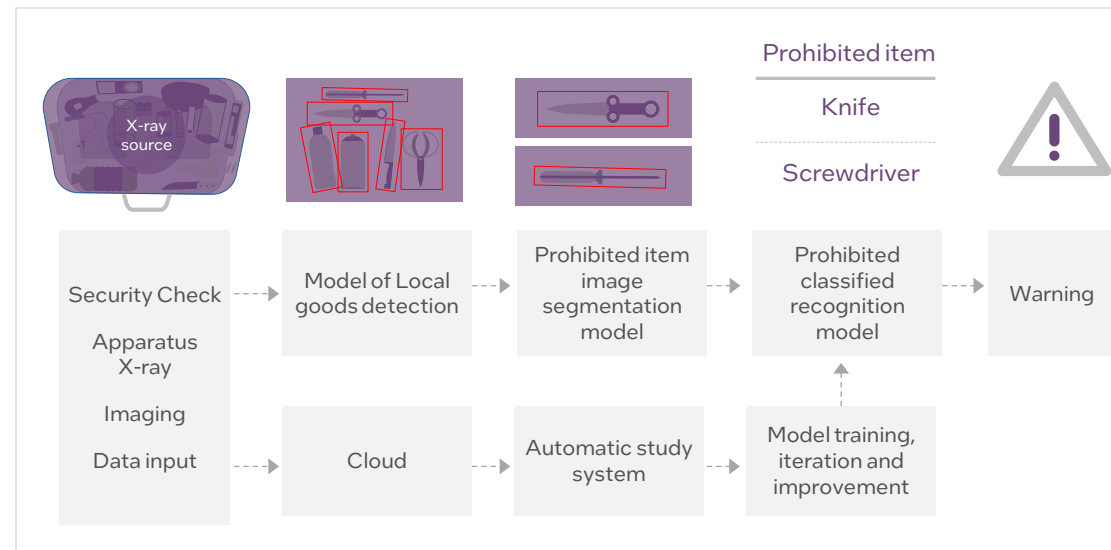 X-ray
source
Prohibited item
Knife
Screwdriver
Security Check
Apparatus
X-ray
Imaging
Data input
Model of Local
goods detection
Prohibited item
image
segmentation
model
Prohibited
classified
recognition
model
Warning
Cloud
Automatic study
system
Model training,
iteration and
improvement